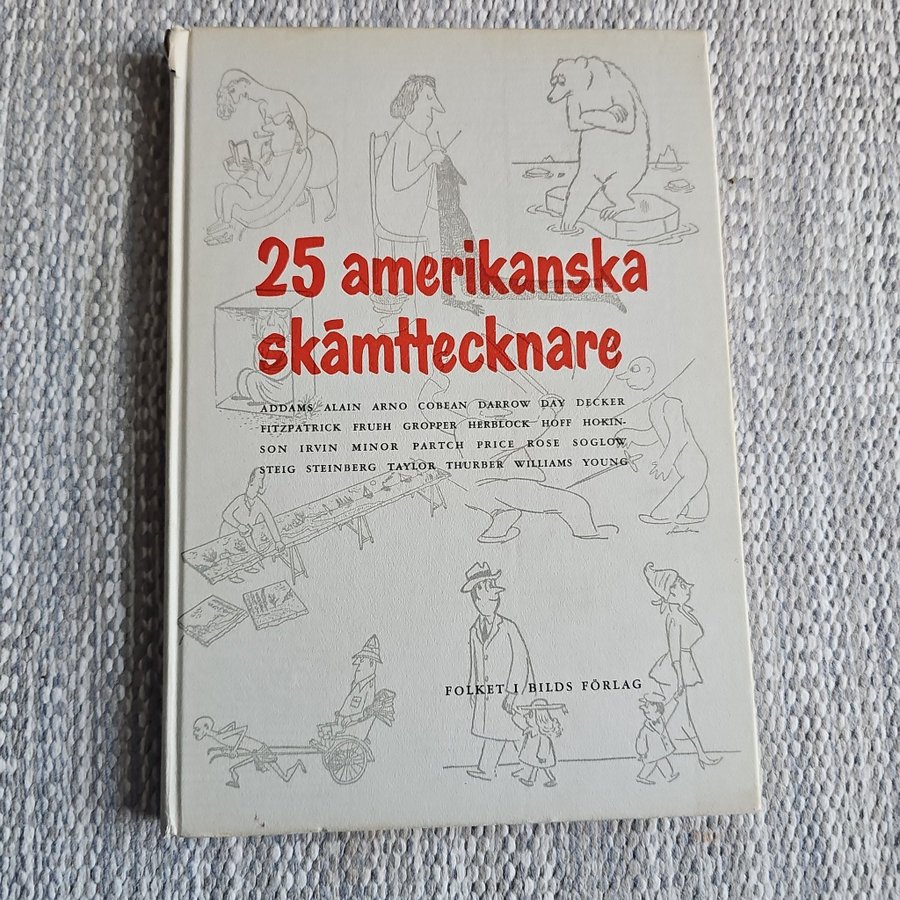 25 amerikanska
skämttecknare
ADDAMS ALAIN ARNO COBEAN DARROW DAY DECKER
FITZPATRICK FRUEH GROPPER HERBLOCK HOFF HOKIN-
SON IRVIN MINOR PARTCH PRICE ROSE SOGLOW
STEIG STEINBERG TAYLOR THURBER WILLIAMS YOUNG
FOLKET I BILDS FÖRLAG